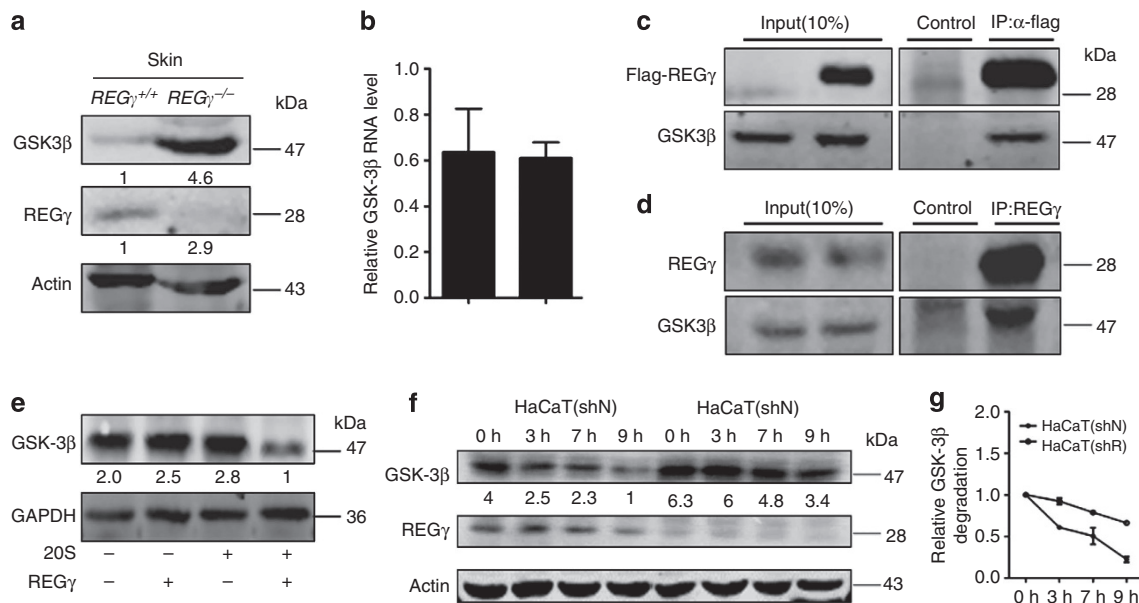 a
Skin
REGγ+/+ REGγ−/− kDa
GSK3β 47
1 4.6
REGγ 28
1 2.9
Actin 43
b
Relative GSK-3β RNA level
1.0
0.8
0.6
0.4
0.2
0.0
c
Input(10%) Control IP:α-flag
kDa
Flag-REGγ 28
GSK3β 47
d
Input(10%) Control IP:REGγ
REGγ 28
GSK3β 47
e
kDa
GSK-3β 47
2.0 2.5 2.8 1
GAPDH 36
20S – – + +
REGγ – + – +
f
HaCaT(shN) HaCaT(shN)
0 h 3 h 7 h 9 h 0 h 3 h 7 h 9 h kDa
GSK-3β 47
4 2.5 2.3 1 6.3 6 4.8 3.4
REGγ 28
Actin 43
g
Relative GSK-3β
degradation
2.0
1.5
1.0
0.5
0.0
HaCaT(shN)
HaCaT(shR)
0 h 3 h 7 h 9 h